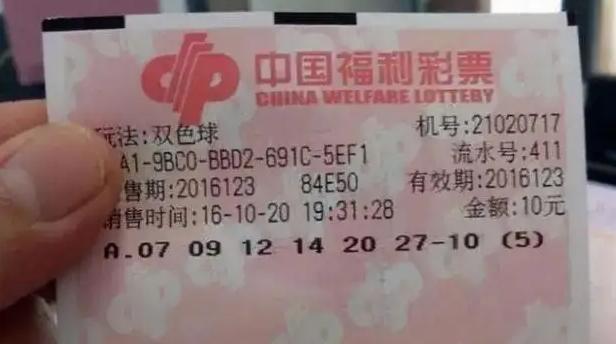 中国福利彩票
CHINA WELFARE LOTTERY
玩法:双色球 机号:21020717
A1-9BC0-BBD2-691C-5EF1 流水号:411
售期:2016123 84E50 有效期:2016123
销售时间:16-10-20 19:31:28 金额:10元
A.07 09 12 14 20 27-10 (5)